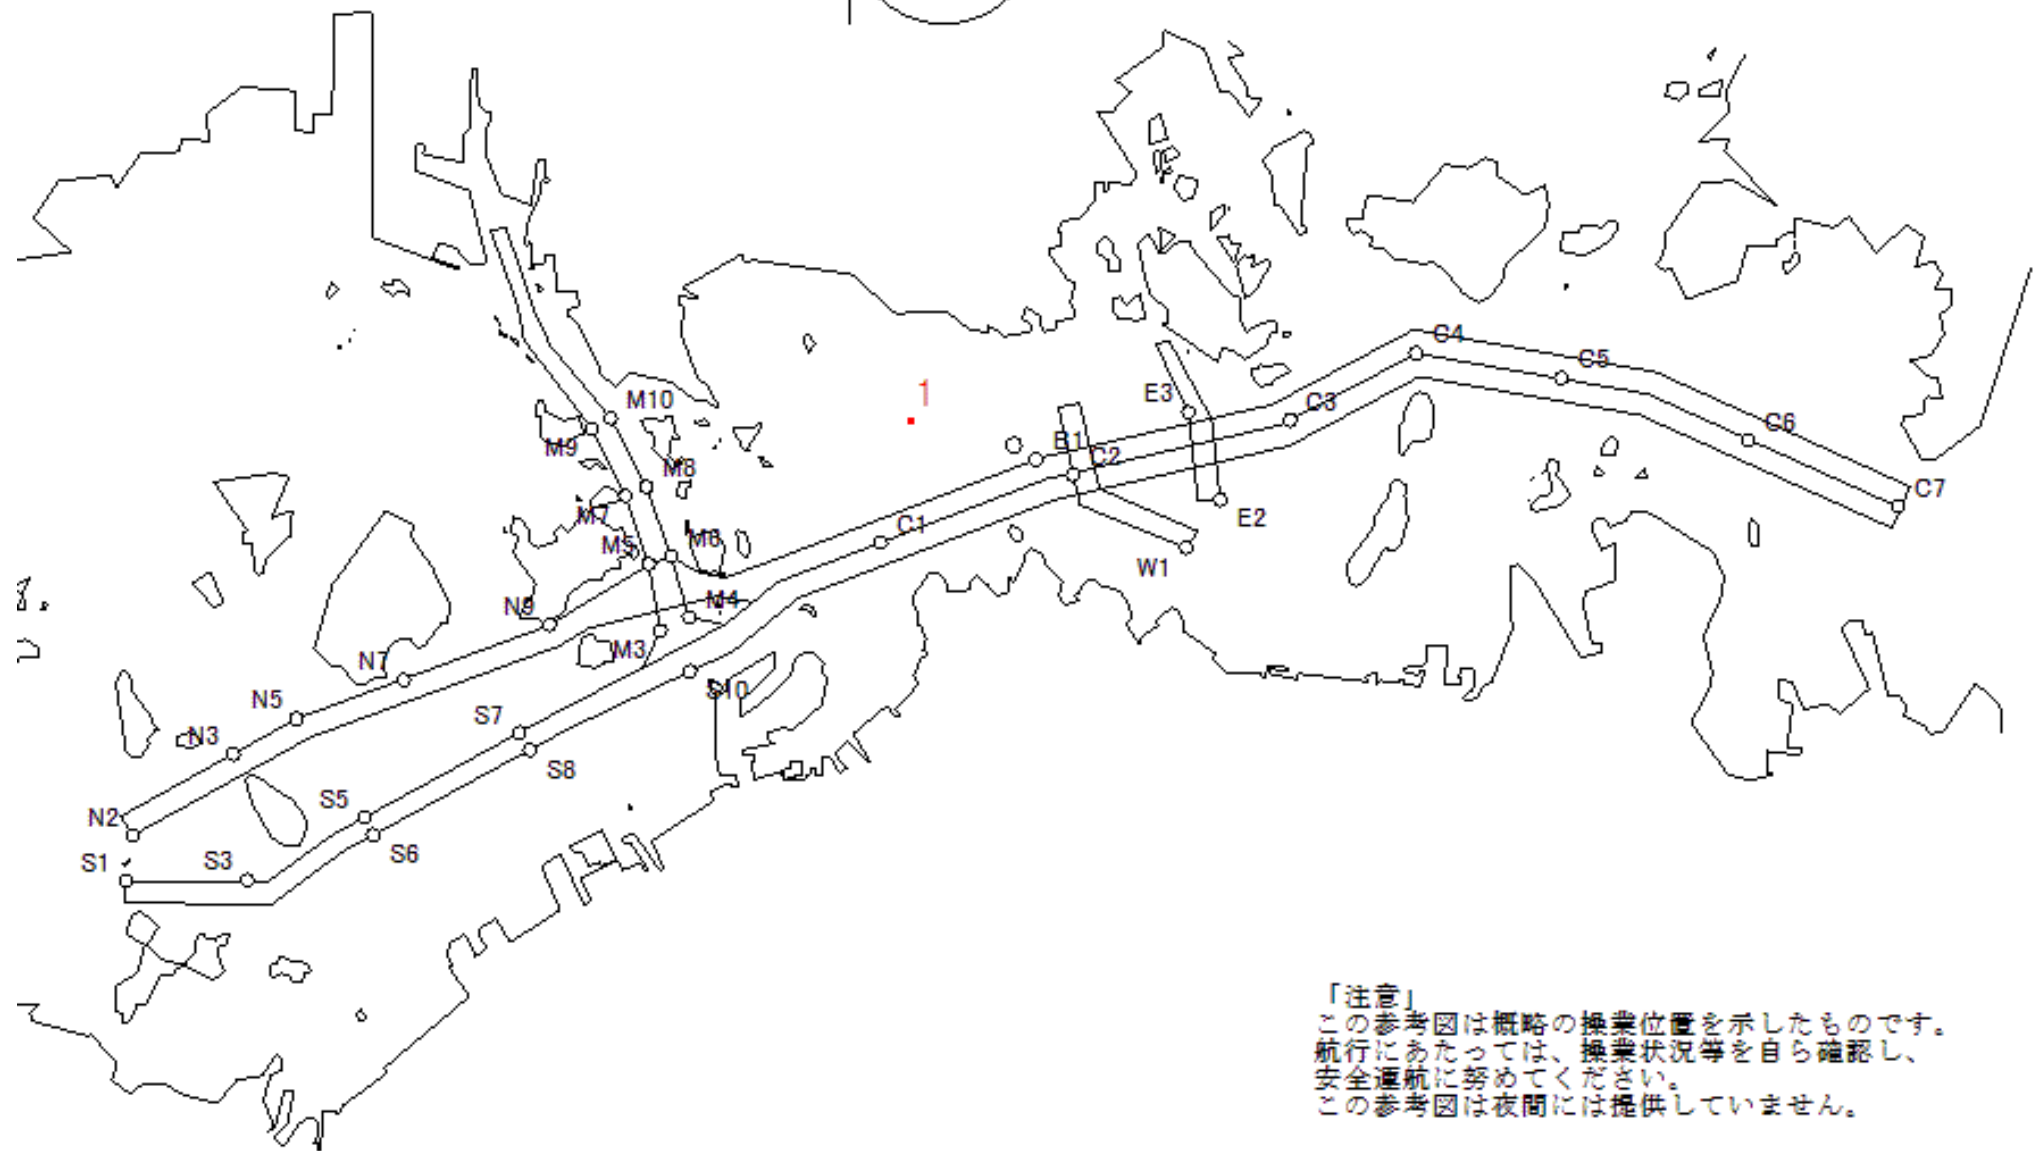 C4
C5
M10
1
E3
C3
M9
B1
C6
M8
C2
C7
M7
E2
C1
M5
M6
W1
N9
M4
M3
N7
S10
N5
S7
N3
S8
S5
N2
S6
S1
S3
「注意」
この参考図は概略の操業位置を示したものです。
航行にあたっては、操業状況等を自ら確認し、
安全運航に努めてください。
この参考図は夜間には提供していません。